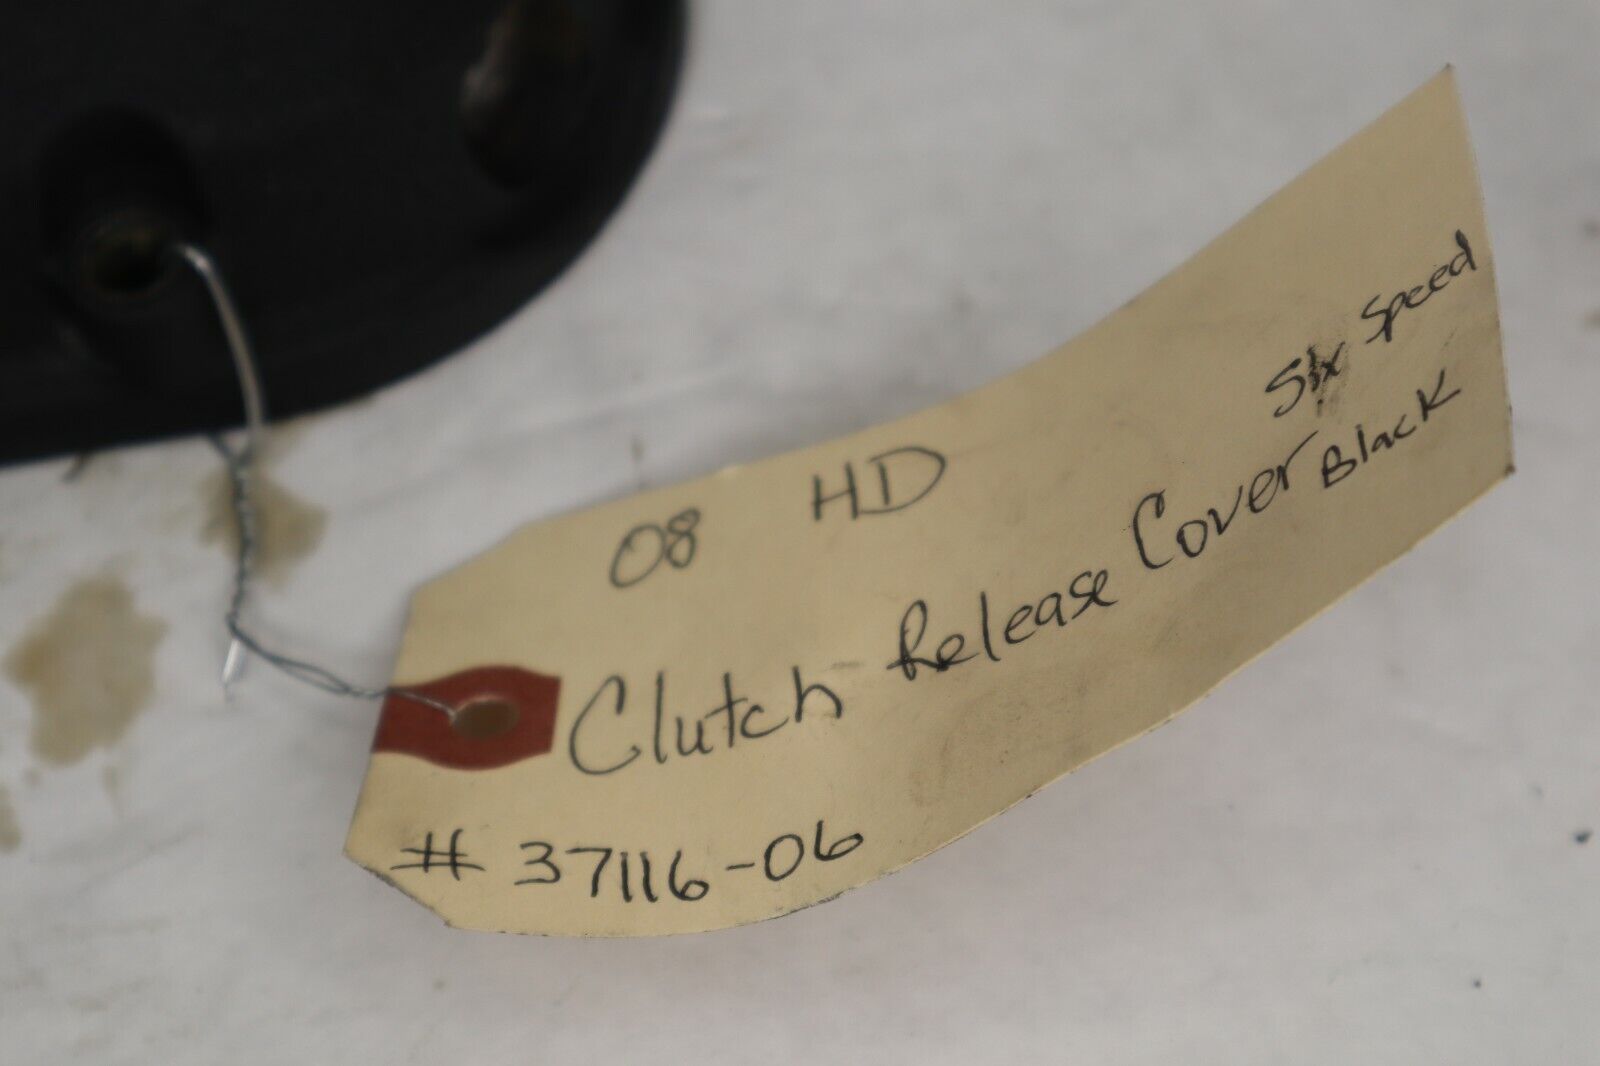 08 HD
Six Speed
Clutch Release Cover Black
# 37116-06